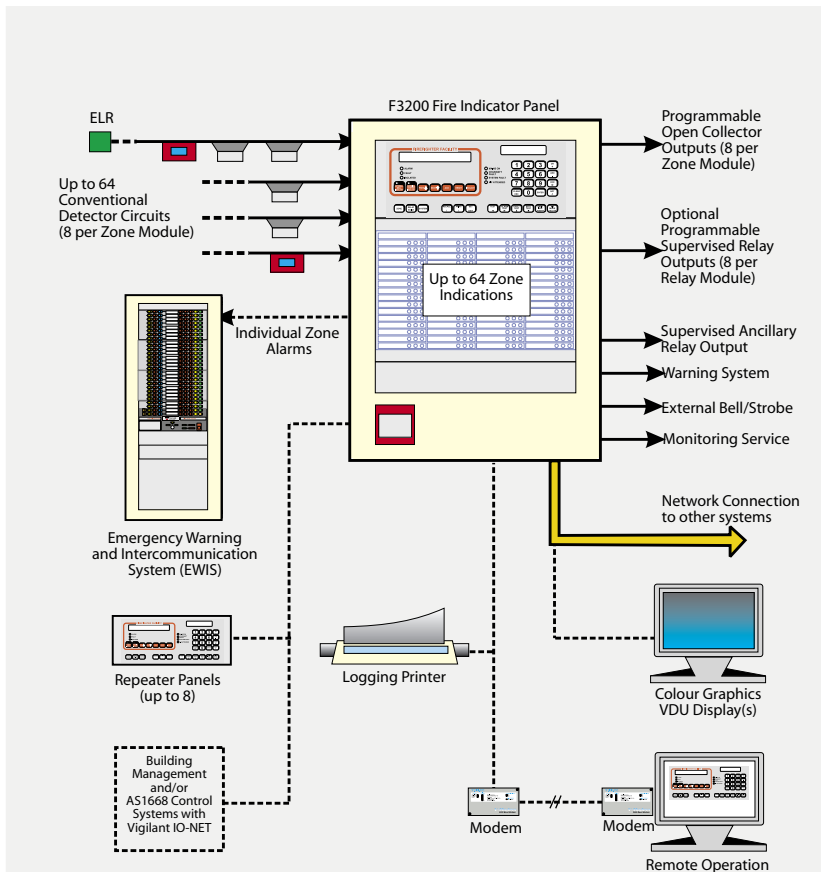 F3200 Fire Indicator Panel
ELR
Up to 64
Conventional
Detector Circuits
(8 per Zone Module)
Programmable
Open Collector
Outputs (8 per
Zone Module)
Optional
Programmable
Supervised Relay
Outputs (8 per
Relay Module)
Up to 64 Zone
Indications
Individual Zone
Alarms
Supervised Ancillary
Relay Output
Warning System
External Bell/Strobe
Monitoring Service
Network Connection
to other systems
Emergency Warning
and Intercommunication
System (EWIS)
Repeater Panels
(up to 8)
Logging Printer
Colour Graphics
VDU Display(s)
Building
Management
and/or
AS1668 Control
Systems with
Vigilant IO-NET
Modem
Modem
Remote Operation